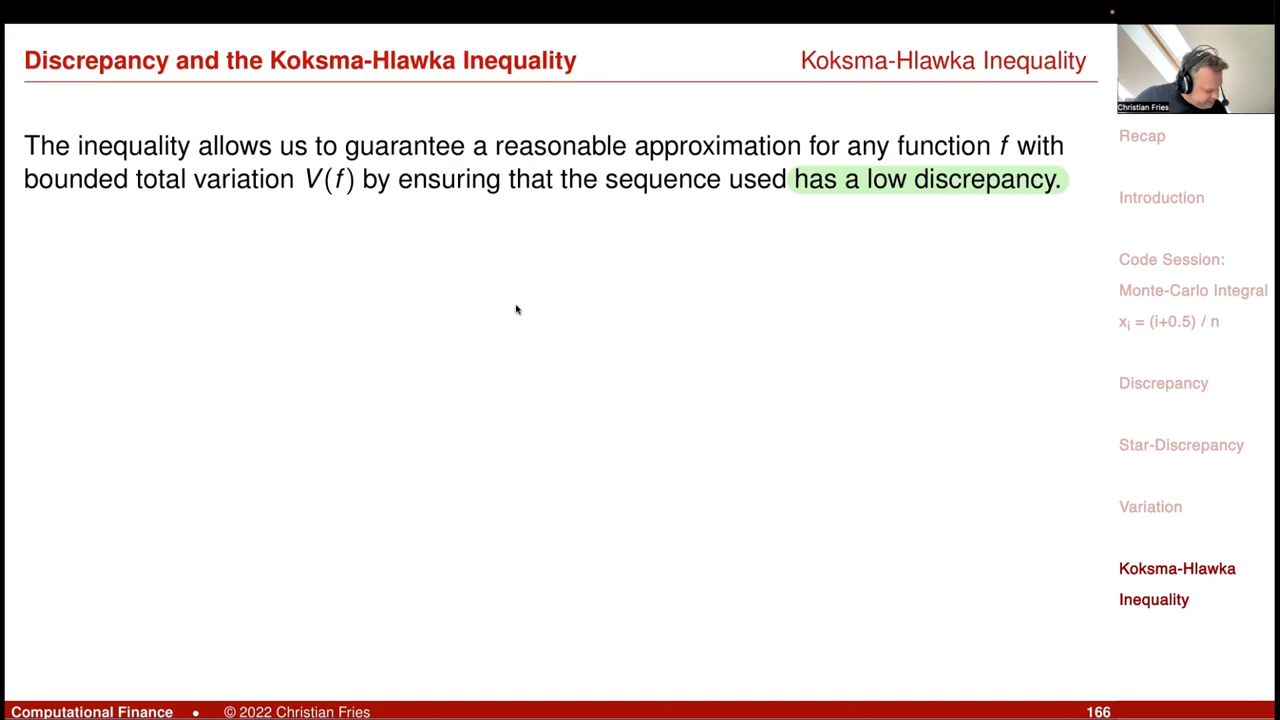 Discrepancy and the Koksma-Hlawka Inequality
Koksma-Hlawka Inequality
The inequality allows us to guarantee a reasonable approximation for any function f with
bounded total variation V(f) by ensuring that the sequence used has a low discrepancy.
Christian Fries
Recap
Introduction
Code Session:
Monte-Carlo Integral
xᵢ = (i+0.5) / n
Discrepancy
Star-Discrepancy
Variation
Koksma-Hlawka
Inequality
Computational Finance • © 2022 Christian Fries
166